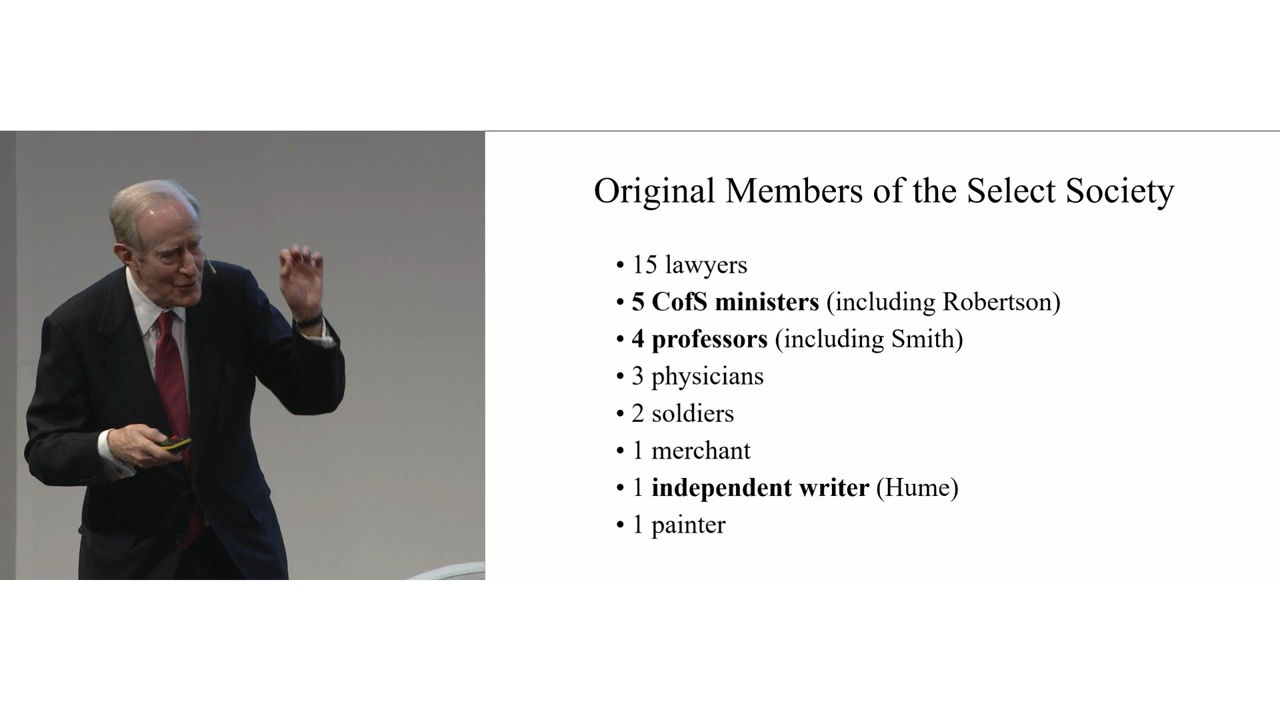 Original Members of the Select Society
• 15 lawyers
• 5 CofS ministers (including Robertson)
• 4 professors (including Smith)
• 3 physicians
• 2 soldiers
• 1 merchant
• 1 independent writer (Hume)
• 1 painter